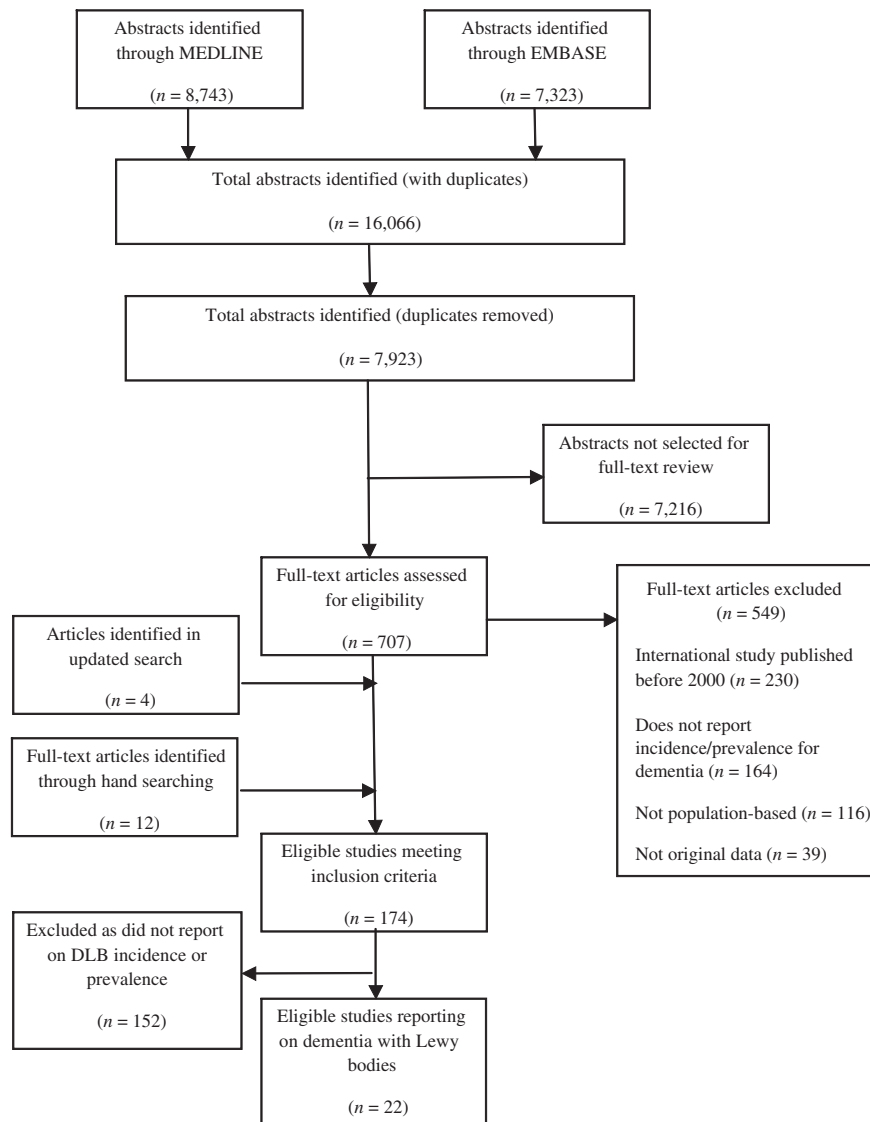 Abstracts identified
through MEDLINE
(n = 8,743)
Abstracts identified
through EMBASE
(n = 7,323)
Total abstracts identified (with duplicates)
(n = 16,066)
Total abstracts identified (duplicates removed)
n = 7,923)
Abstracts not selected for
full-text review
(n = 7,216)
Full-text articles assessed
for eligibility
(n = 707)
Full-text articles excluded
(n = 549)
International study published
before 2000 (n = 230)
Does not report
incidence/prevalence for
dementia (n = 164)
Not population-based (n = 116)
Not original data (n = 39)
Articles identified in
updated search
(n = 4)
Full-text articles identified
through hand searching
(n = 12)
Eligible studies meeting
inclusion criteria
(n = 174)
Excluded as did not report
on DLB incidence or
prevalence
(n = 152)
Eligible studies reporting
on dementia with Lewy
bodies
(n = 22)